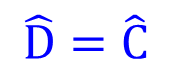 D̂ = Ĉ